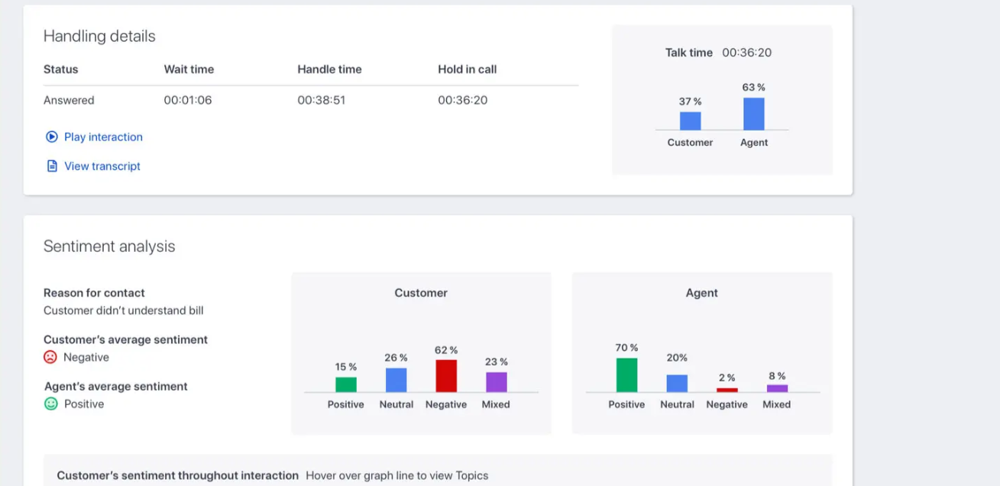 Handling details
Status Wait time Handle time Hold in call
Answered 00:01:06 00:38:51 00:36:20
Play interaction
View transcript
Talk time 00:36:20
37 % 63 %
Customer Agent
Sentiment analysis
Reason for contact
Customer didn’t understand bill
Customer’s average sentiment
Negative
Agent’s average sentiment
Positive
Customer
15 % 26 % 62 % 23 %
Positive Neutral Negative Mixed
Agent
70 % 20% 2 % 8 %
Positive Neutral Negative Mixed
Customer’s sentiment throughout interaction Hover over graph line to view Topics